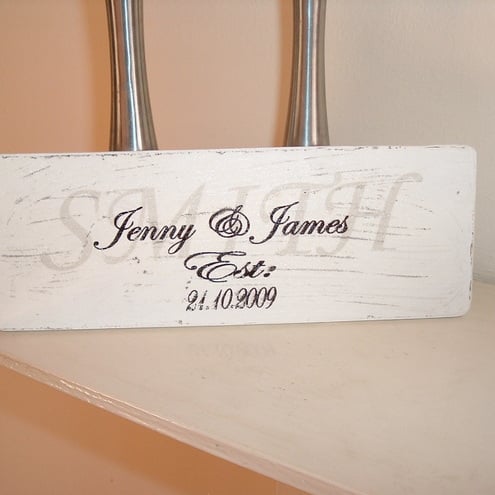 SMITH
Jenny & James
Est:
21.10.2009